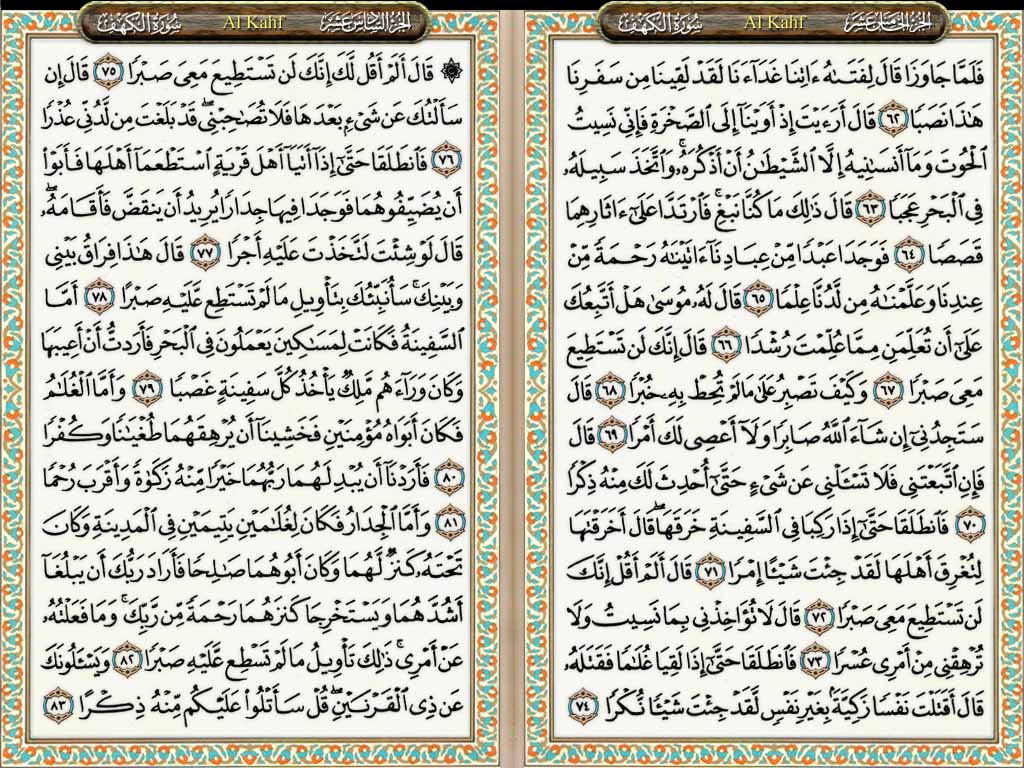 الجزء الخامس عشر Al Kahf سورة الكهف
فَلَمَّا جَاوَزَا قَالَ لِفَتَىٰهُ ءَاتِنَا غَدَآءَنَا لَقَدْ لَقِينَا مِن سَفَرِنَا
هَٰذَا نَصَبًا ٦٢ قَالَ أَرَءَيْتَ إِذْ أَوَيْنَآ إِلَى ٱلصَّخْرَةِ فَإِنِّى نَسِيتُ
ٱلْحُوتَ وَمَآ أَنسَىٰنِيهُ إِلَّا ٱلشَّيْطَٰنُ أَنْ أَذْكُرَهُۥ ۚ وَٱتَّخَذَ سَبِيلَهُۥ
فِى ٱلْبَحْرِ عَجَبًا ٦٣ قَالَ ذَٰلِكَ مَا كُنَّا نَبْغِ ۚ فَٱرْتَدَّا عَلَىٰٓ ءَاثَارِهِمَا
قَصَصًا ٦٤ فَوَجَدَا عَبْدًا مِّنْ عِبَادِنَآ ءَاتَيْنَٰهُ رَحْمَةً مِّنْ
عِندِنَا وَعَلَّمْنَٰهُ مِن لَّدُنَّا عِلْمًا ٦٥ قَالَ لَهُۥ مُوسَىٰ هَلْ أَتَّبِعُكَ
عَلَىٰٓ أَن تُعَلِّمَنِ مِمَّا عُلِّمْتَ رُشْدًا ٦٦ قَالَ إِنَّكَ لَن تَسْتَطِيعَ
مَعِىَ صَبْرًا ٦٧ وَكَيْفَ تَصْبِرُ عَلَىٰ مَا لَمْ تُحِطْ بِهِۦ خُبْرًا ٦٨ قَالَ
سَتَجِدُنِىٓ إِن شَآءَ ٱللَّهُ صَابِرًا وَلَآ أَعْصِى لَكَ أَمْرًا ٦٩ قَالَ
فَإِنِ ٱتَّبَعْتَنِى فَلَا تَسْـَٔلْنِى عَن شَىْءٍ حَتَّىٰٓ أُحْدِثَ لَكَ مِنْهُ ذِكْرًا
٧٠ فَٱنطَلَقَا حَتَّىٰٓ إِذَا رَكِبَا فِى ٱلسَّفِينَةِ خَرَقَهَا ۖ قَالَ أَخَرَقْتَهَا
لِتُغْرِقَ أَهْلَهَا لَقَدْ جِئْتَ شَيْـًٔا إِمْرًا ٧١ قَالَ أَلَمْ أَقُلْ إِنَّكَ
لَن تَسْتَطِيعَ مَعِىَ صَبْرًا ٧٢ قَالَ لَا تُؤَاخِذْنِى بِمَا نَسِيتُ وَلَا
تُرْهِقْنِى مِنْ أَمْرِى عُسْرًا ٧٣ فَٱنطَلَقَا حَتَّىٰٓ إِذَا لَقِيَا غُلَٰمًا فَقَتَلَهُۥ
قَالَ أَقَتَلْتَ نَفْسًا زَكِيَّةًۢ بِغَيْرِ نَفْسٍ لَّقَدْ جِئْتَ شَيْـًٔا نُّكْرًا ٧٤
الجزء السادس عشر Al Kahf سورة الكهف
۞ قَالَ أَلَمْ أَقُل لَّكَ إِنَّكَ لَن تَسْتَطِيعَ مَعِىَ صَبْرًا ٧٥ قَالَ إِن
سَأَلْتُكَ عَن شَىْءٍۭ بَعْدَهَا فَلَا تُصَٰحِبْنِى ۖ قَدْ بَلَغْتَ مِن لَّدُنِّى عُذْرًا
٧٦ فَٱنطَلَقَا حَتَّىٰٓ إِذَآ أَتَيَآ أَهْلَ قَرْيَةٍ ٱسْتَطْعَمَآ أَهْلَهَا فَأَبَوْا۟
أَن يُضَيِّفُوهُمَا فَوَجَدَا فِيهَا جِدَارًا يُرِيدُ أَن يَنقَضَّ فَأَقَامَهُۥ ۖ
قَالَ لَوْ شِئْتَ لَتَّخَذْتَ عَلَيْهِ أَجْرًا ٧٧ قَالَ هَٰذَا فِرَاقُ بَيْنِى
وَبَيْنِكَ ۚ سَأُنَبِّئُكَ بِتَأْوِيلِ مَا لَمْ تَسْتَطِع عَّلَيْهِ صَبْرًا ٧٨ أَمَّا
ٱلسَّفِينَةُ فَكَانَتْ لِمَسَٰكِينَ يَعْمَلُونَ فِى ٱلْبَحْرِ فَأَرَدتُّ أَنْ أَعِيبَهَا
وَكَانَ وَرَآءَهُم مَّلِكٌ يَأْخُذُ كُلَّ سَفِينَةٍ غَصْبًا ٧٩ وَأَمَّا ٱلْغُلَٰمُ
فَكَانَ أَبَوَاهُ مُؤْمِنَيْنِ فَخَشِينَآ أَن يُرْهِقَهُمَا طُغْيَٰنًا وَكُفْرًا
٨٠ فَأَرَدْنَآ أَن يُبْدِلَهُمَا رَبُّهُمَا خَيْرًا مِّنْهُ زَكَوٰةً وَأَقْرَبَ رُحْمًا
٨١ وَأَمَّا ٱلْجِدَارُ فَكَانَ لِغُلَٰمَيْنِ يَتِيمَيْنِ فِى ٱلْمَدِينَةِ وَكَانَ
تَحْتَهُۥ كَنزٌ لَّهُمَا وَكَانَ أَبُوهُمَا صَٰلِحًا فَأَرَادَ رَبُّكَ أَن يَبْلُغَآ
أَشُدَّهُمَا وَيَسْتَخْرِجَا كَنزَهُمَا رَحْمَةً مِّن رَّبِّكَ ۚ وَمَا فَعَلْتُهُۥ
عَنْ أَمْرِى ۚ ذَٰلِكَ تَأْوِيلُ مَا لَمْ تَسْطِع عَّلَيْهِ صَبْرًا ٨٢ وَيَسْـَٔلُونَكَ
عَن ذِى ٱلْقَرْنَيْنِ ۖ قُلْ سَأَتْلُوا۟ عَلَيْكُم مِّنْهُ ذِكْرًا ٨٣